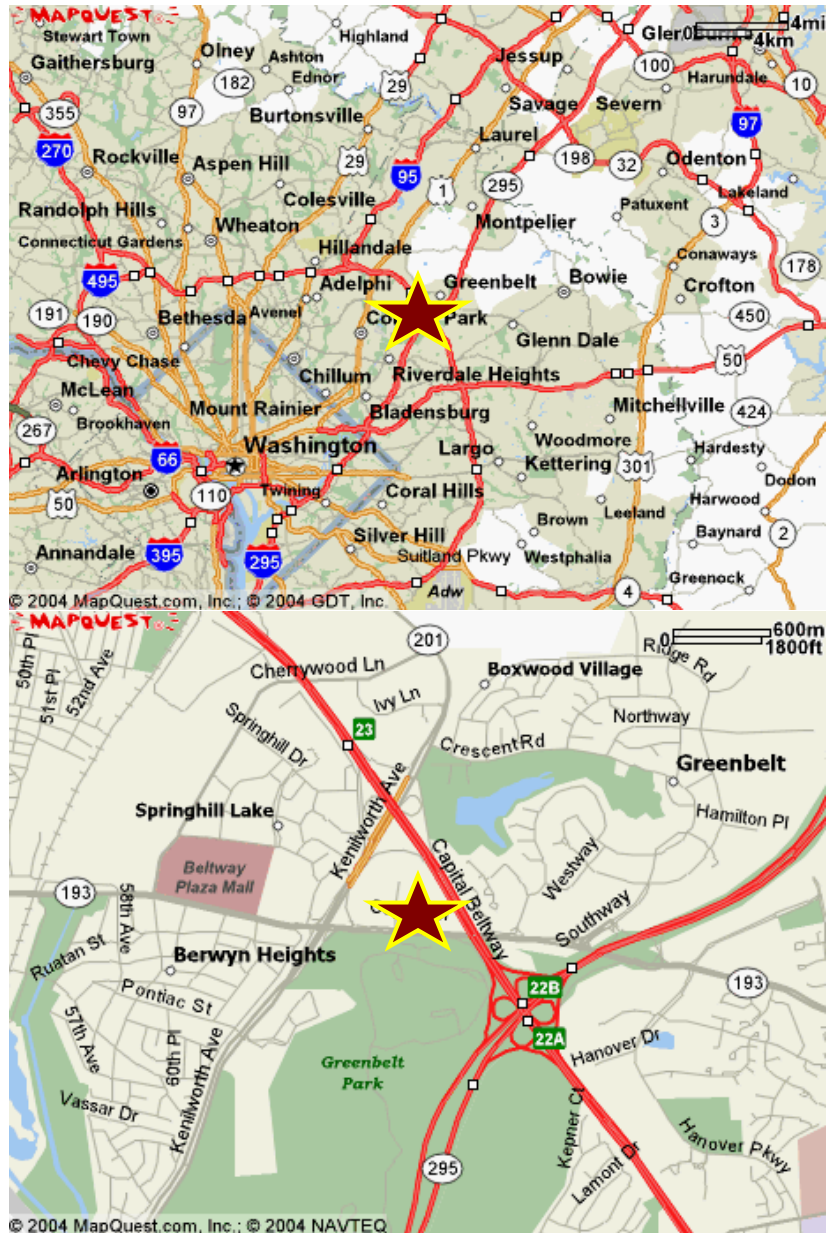 MAPQUEST
Stewart Town
Gaithersburg
Olney
Ashton
Ednor
Highland
Burtonsville
Jessup
Savage
Severn
4mi
0
4km
Harundale
355
270
97
182
29
29
95
1
Laurel
295
198
32
100
10
97
Odenton
Lakeland
Rockville
Aspen Hill
Colesville
Randolph Hills
Connecticut Gardens
Wheaton
Hillandale
Montpelier
Patuxent
3
Conaways
Crofton
178
495
191
190
Bethesda
Avenel
Adelphi
Greenbelt
Bowie
Park
Glenn Dale
450
50
Chevy Chase
McLean
Brookhaven
Chillum
Riverdale Heights
Mount Rainier
Bladensburg
Mitchellville
424
267
66
Washington
Largo
Woodmore
Kettering
301
Hardesty
Dodon
Arlington
110
50
Twining
Coral Hills
Leeland
Harwood
Annandale
395
295
Silver Hill
Suitland Pkwy
Brown
Westphalia
Baynard
2
Adw
4
Greenock
© 2004 MapQuest.com, Inc.; © 2004 GDT, Inc.
MAPQUEST
50th Pl
51st Pl
52nd Ave
Cherrywood Ln
201
Boxwood Village
600m
0
1800ft
Ridge Rd
Ivy Ln
Springhill Dr
23
Crescent Rd
Northway
Greenbelt
Springhill Lake
Kenilworth Ave
Hamilton Pl
Beltway
Plaza Mall
Capital Beltway
Westway
Southway
193
58th Ave
Ruatan St
Berwyn Heights
193
Pontiac St
22B
22A
57th Ave
60th Pl
Kenilworth Ave
Greenbelt
Park
Hanover Dr
Vassar Dr
Kepner Ct
Hanover Pkwy
295
Lamont Dr
© 2004 MapQuest.com, Inc.; © 2004 NAVTEQ